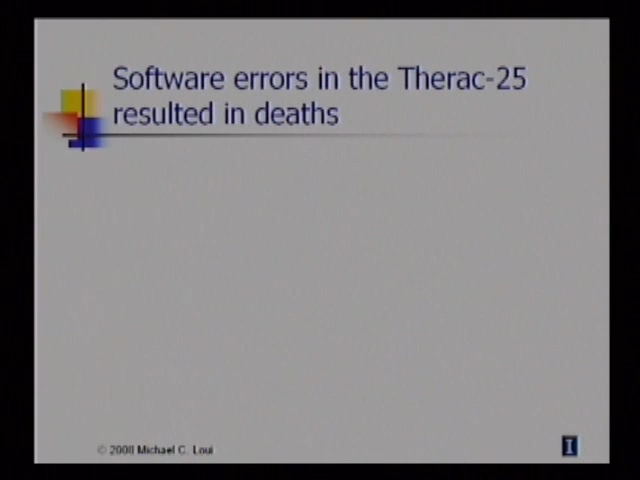 Software errors in the Therac-25
resulted in deaths
© 2008 Michael C. Loui
I